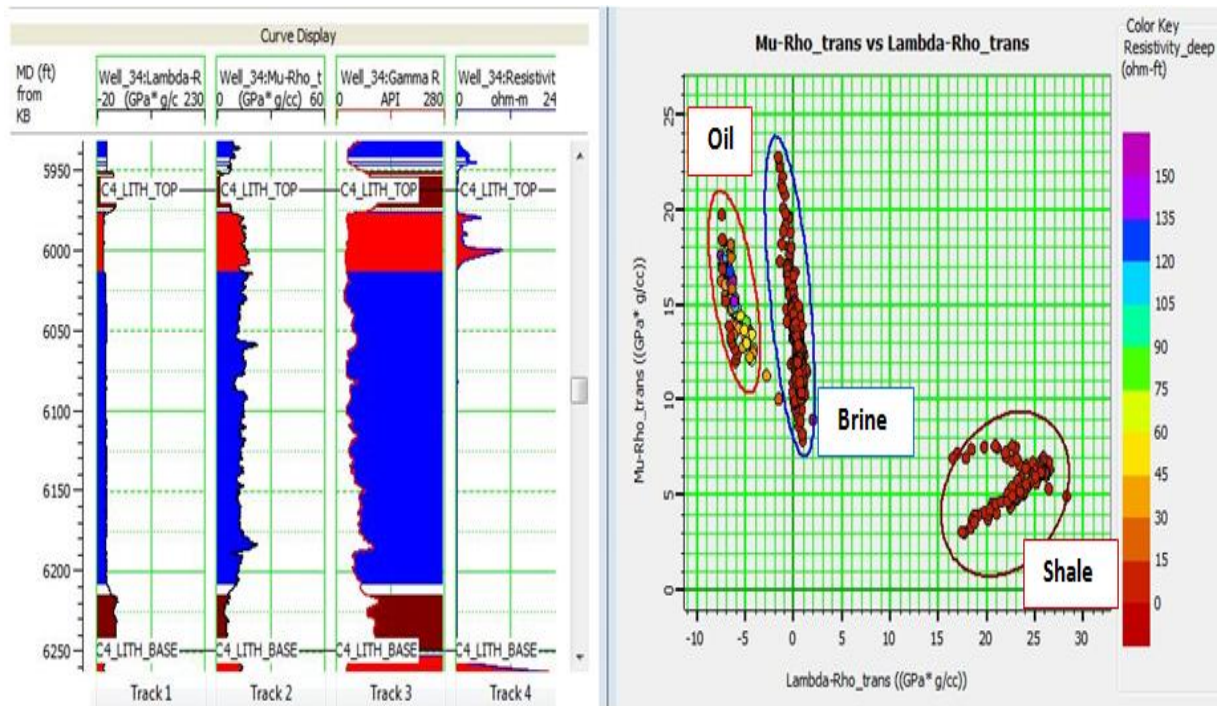 Curve Display
MD (ft)
from
KB
Well_34:Lambda-R
-20 (GPa* g/c 230
Well_34:Mu-Rho_t
0 (GPa* g/cc) 60
Well_34:Gamma R
0 API 280
Well_34:Resistivit
0 ohm-m 24
5950
C4_LITH_TOP
C4_LITH_TOP
C4_LITH_TOP
C4_LITH_TOP
6000
6050
6100
6150
6200
6250
C4_LITH_BASE
C4_LITH_BASE
C4_LITH_BASE
C4_LITH_BASE
Track 1
Track 2
Track 3
Track 4
Mu-Rho_trans vs Lambda-Rho_trans
Mu-Rho_trans ((GPa* g/cc))
25
20
15
10
5
0
Oil
Brine
Shale
-10 -5 0 5 10 15 20 25 30
Lambda-Rho_trans ((GPa* g/cc))
Color Key
Resistivity_deep
(ohm-ft)
150
135
120
105
90
75
60
45
30
15
0